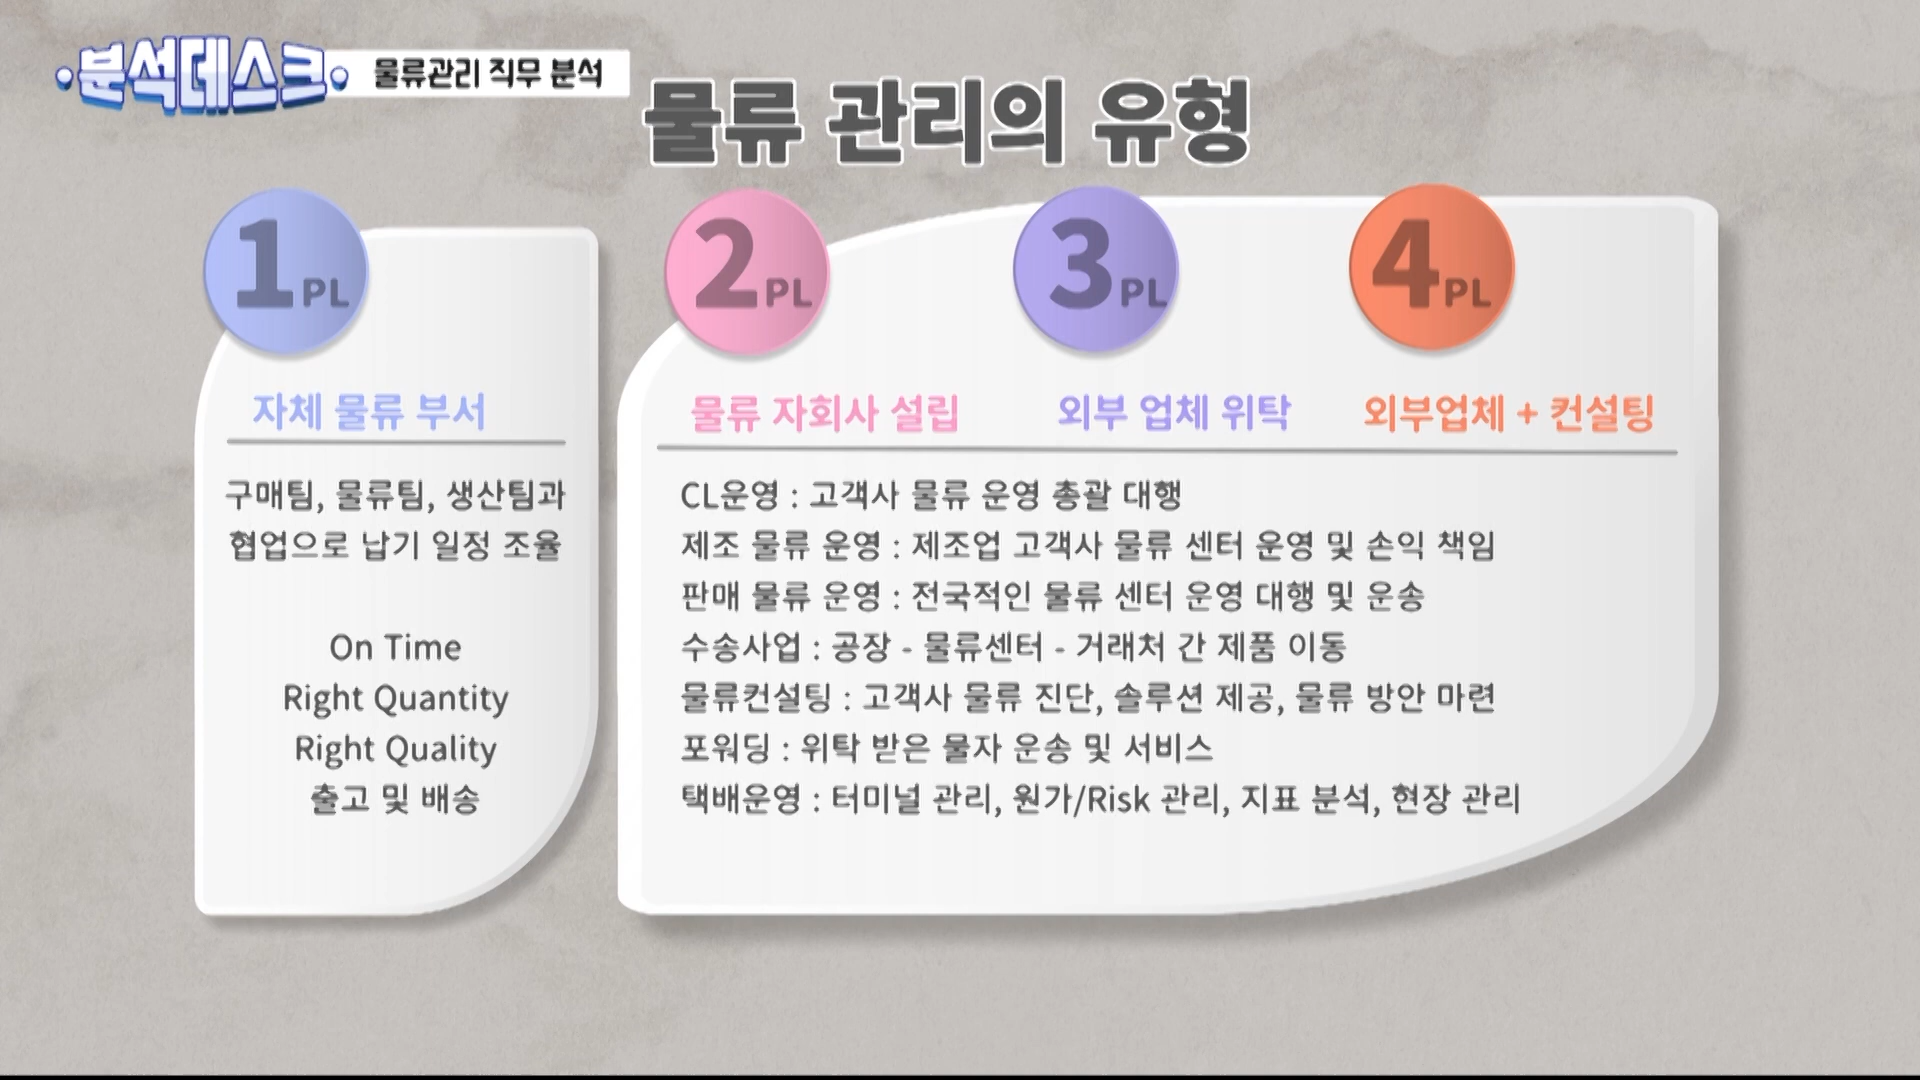 분석데스크
물류관리 직무 분석
물류 관리의 유형
1PL
자체 물류 부서
구매팀, 물류팀, 생산팀과
협업으로 납기 일정 조율
On Time
Right Quantity
Right Quality
출고 및 배송
2PL 3PL 4PL
물류 자회사 설립 외부 업체 위탁 외부업체 + 컨설팅
CL운영 : 고객사 물류 운영 총괄 대행
제조 물류 운영 : 제조업 고객사 물류 센터 운영 및 손익 책임
판매 물류 운영 : 전국적인 물류 센터 운영 대행 및 운송
수송사업 : 공장 - 물류센터 - 거래처 간 제품 이동
물류컨설팅 : 고객사 물류 진단, 솔루션 제공, 물류 방안 마련
포워딩 : 위탁 받은 물자 운송 및 서비스
택배운영 : 터미널 관리, 원가/Risk 관리, 지표 분석, 현장 관리